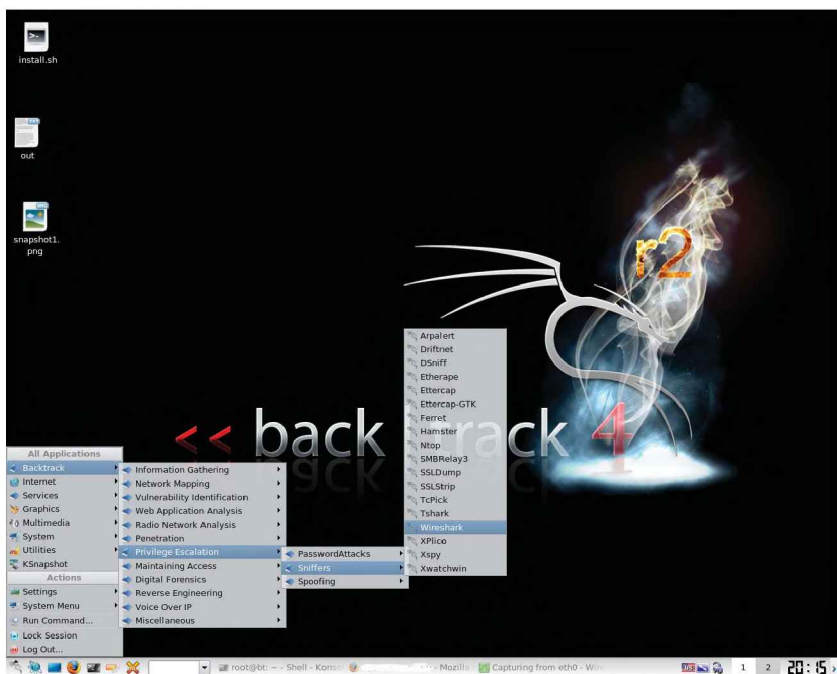 install.sh
out
snapshot1.
png
r2
<< back | track 4
All Applications
Backtrack
Internet
Services
Graphics
Multimedia
System
Utilities
KSnapshot
Actions
Settings
System Menu
Run Command...
Lock Session
Log Out...
Information Gathering
Network Mapping
Vulnerability Identification
Web Application Analysis
Radio Network Analysis
Penetration
Privilege Escalation
Maintaining Access
Digital Forensics
Reverse Engineering
Voice Over IP
Miscellaneous
PasswordAttacks
Sniffers
Spoofing
Arpalert
Driftnet
DSniff
Etherape
Ettercap
Ettercap-GTK
Ferret
Hamster
Ntop
SMBRelay3
SSLDump
SSLStrip
TcPick
Tshark
Wireshark
XPlico
Xspy
Xwatchwin
root@bt: ~ - Shell - Konsol
- Mozilla
Capturing from eth0 - Wire
US
1 2
20:15